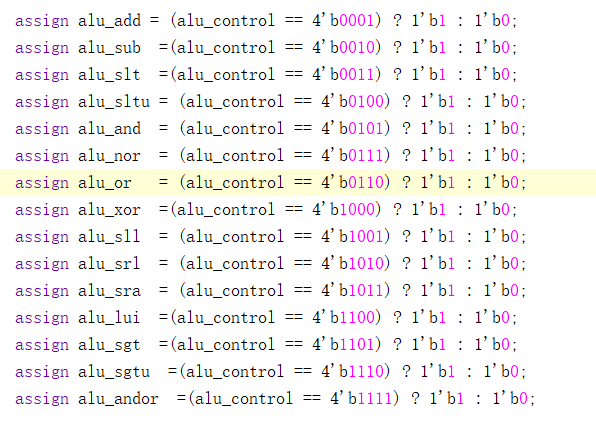 assign alu_add = (alu_control == 4'b0001) ? 1'b1 : 1'b0;
assign alu_sub  =(alu_control == 4'b0010) ? 1'b1 : 1'b0;
assign alu_slt  =(alu_control == 4'b0011) ? 1'b1 : 1'b0;
assign alu_sltu = (alu_control == 4'b0100) ? 1'b1 : 1'b0;
assign alu_and  = (alu_control == 4'b0101) ? 1'b1 : 1'b0;
assign alu_nor  = (alu_control == 4'b0111) ? 1'b1 : 1'b0;
assign alu_or   = (alu_control == 4'b0110) ? 1'b1 : 1'b0;
assign alu_xor  =(alu_control == 4'b1000) ? 1'b1 : 1'b0;
assign alu_sll  = (alu_control == 4'b1001) ? 1'b1 : 1'b0;
assign alu_srl  = (alu_control == 4'b1010) ? 1'b1 : 1'b0;
assign alu_sra  = (alu_control == 4'b1011) ? 1'b1 : 1'b0;
assign alu_lui  =(alu_control == 4'b1100) ? 1'b1 : 1'b0;
assign alu_sgt  =(alu_control == 4'b1101) ? 1'b1 : 1'b0;
assign alu_sgtu  =(alu_control == 4'b1110) ? 1'b1 : 1'b0;
assign alu_andor  =(alu_control == 4'b1111) ? 1'b1 : 1'b0;